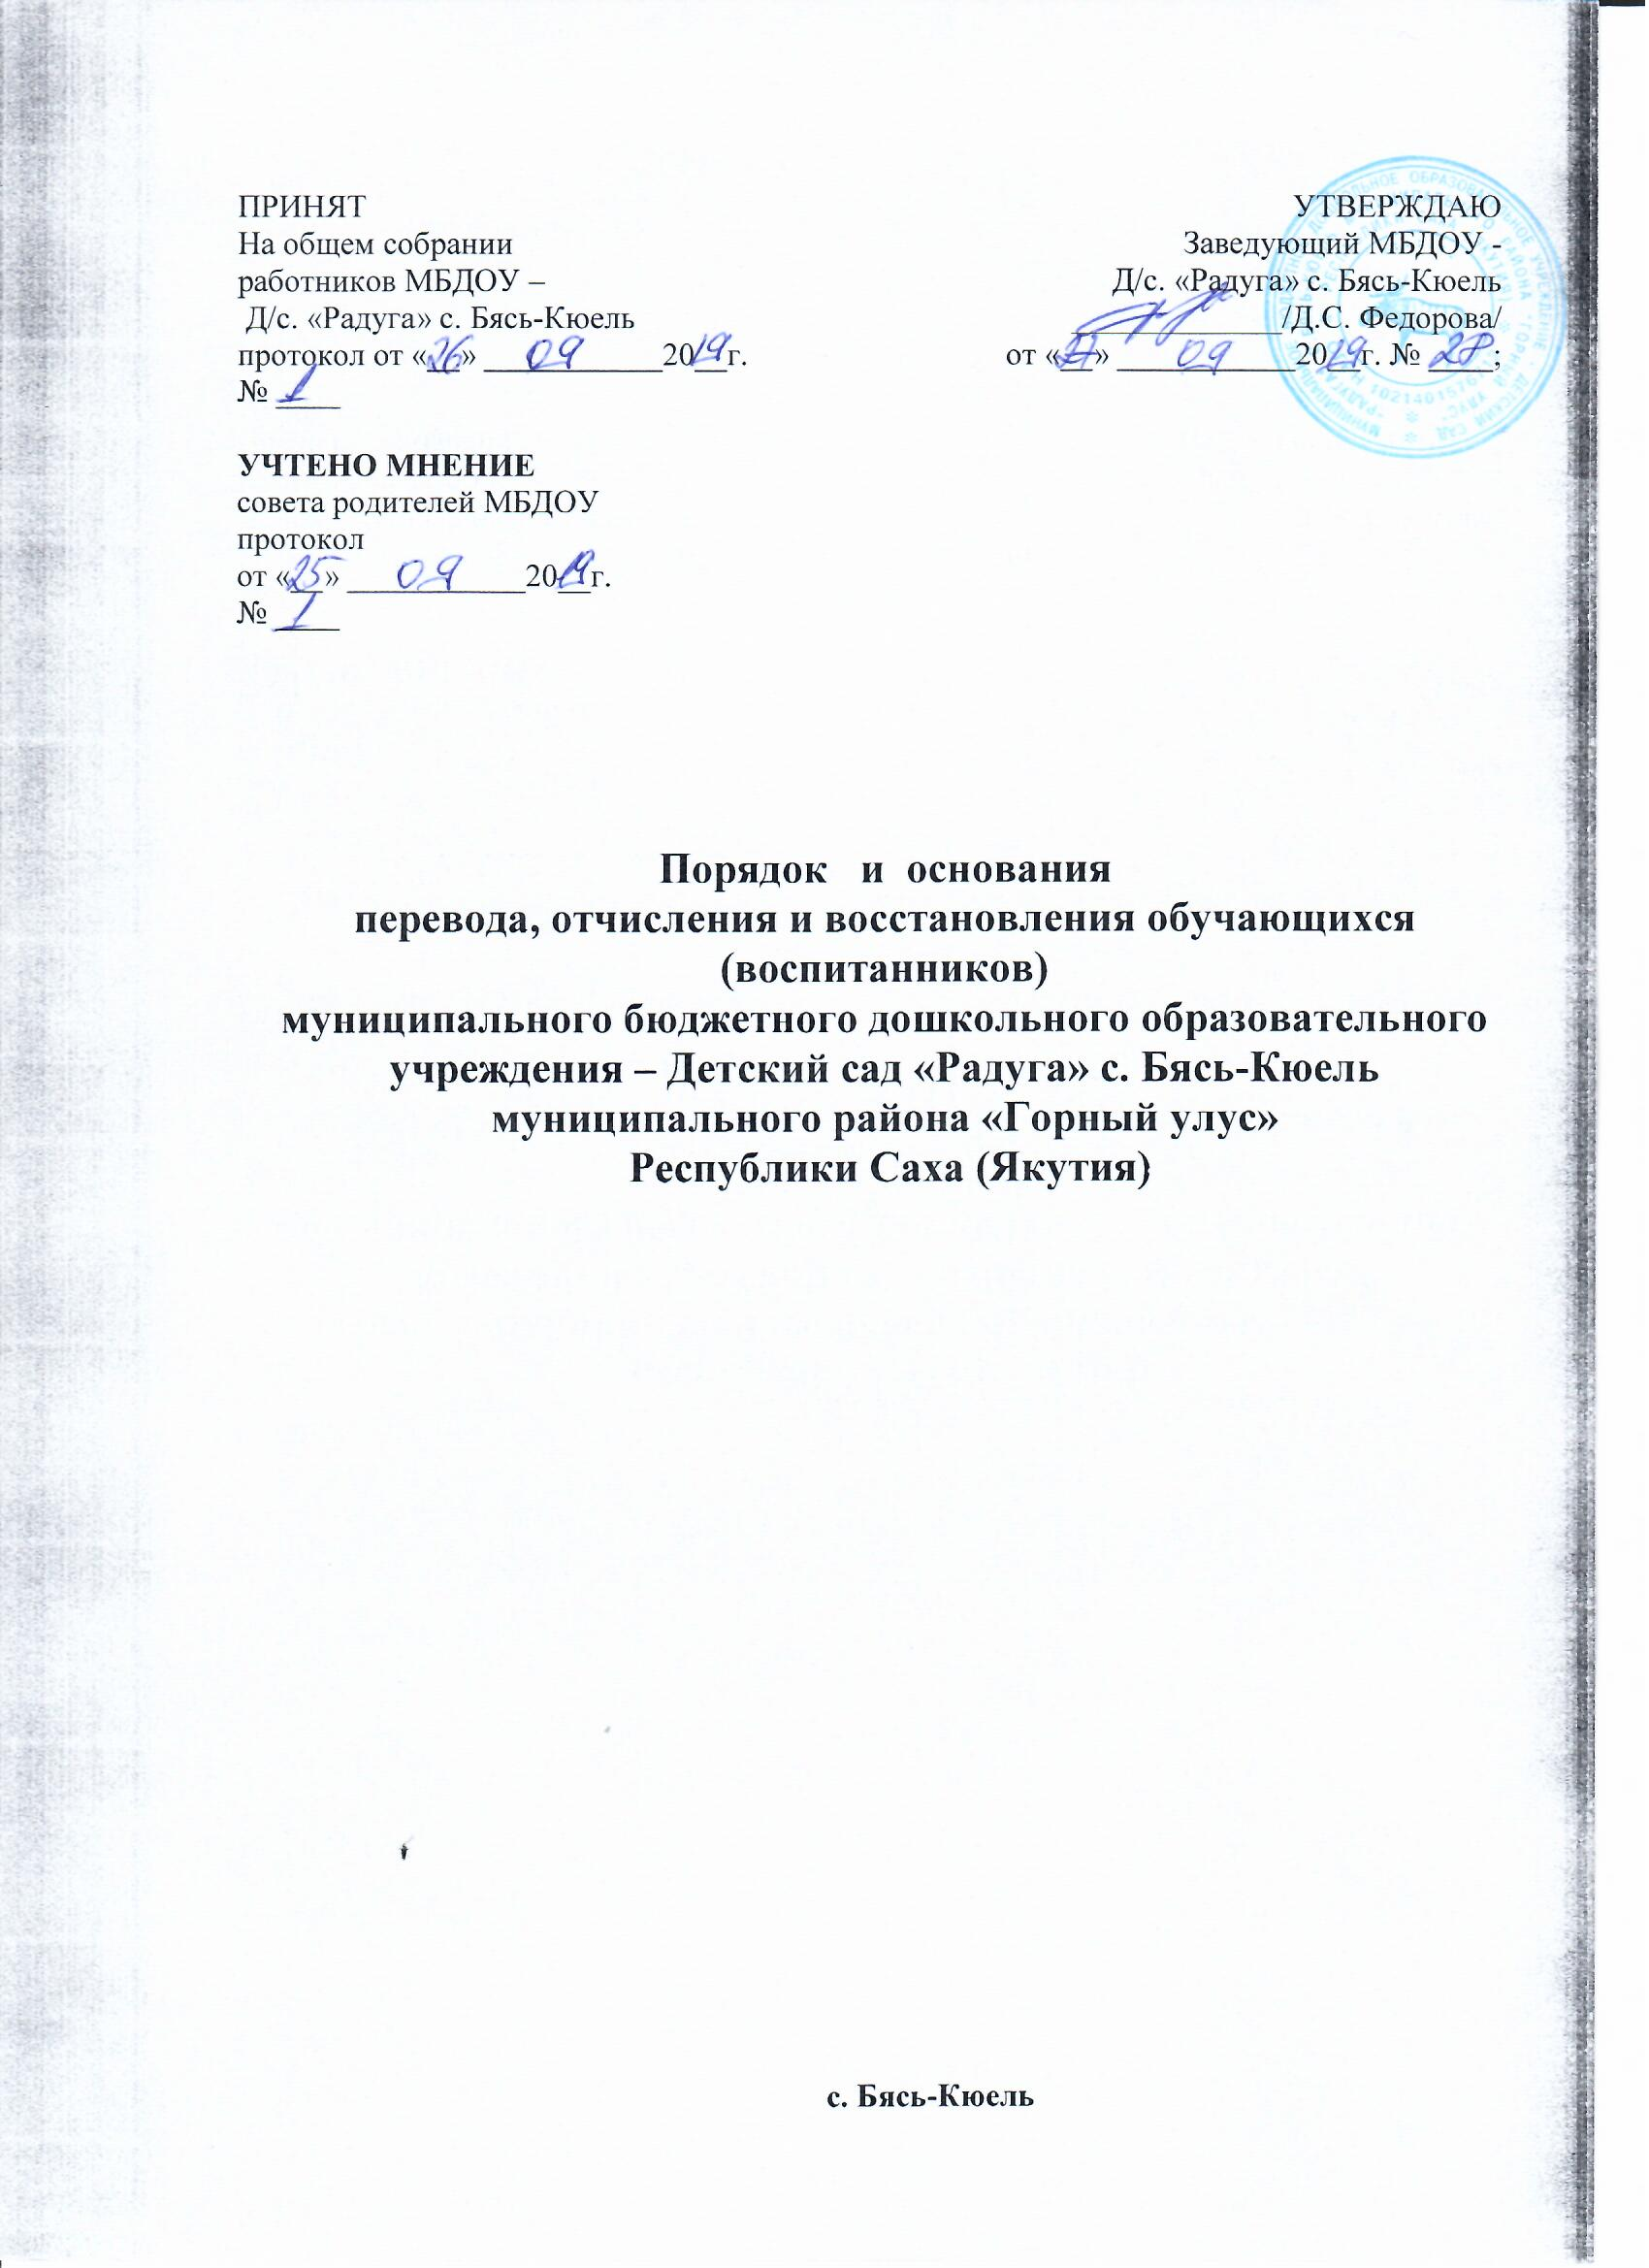 ПРИНЯТ
На общем собрании
работников МБДОУ –
Д/с. «Радуга» с. Бясь-Кюель
протокол от «26» 09 2019г.
№ 1
УТВЕРЖДАЮ
Заведующий МБДОУ -
Д/с. «Радуга» с. Бясь-Кюель
/Д.С. Федорова/
от «27» 09 2019г. № 28;
УЧТЕНО МНЕНИЕ
совета родителей МБДОУ
протокол
от «25» 09 2019г.
№ 1
Порядок и основания
перевода, отчисления и восстановления обучающихся
(воспитанников)
муниципального бюджетного дошкольного образовательного
учреждения – Детский сад «Радуга» с. Бясь-Кюель
муниципального района «Горный улус»
Республики Саха (Якутия)
с. Бясь-Кюель